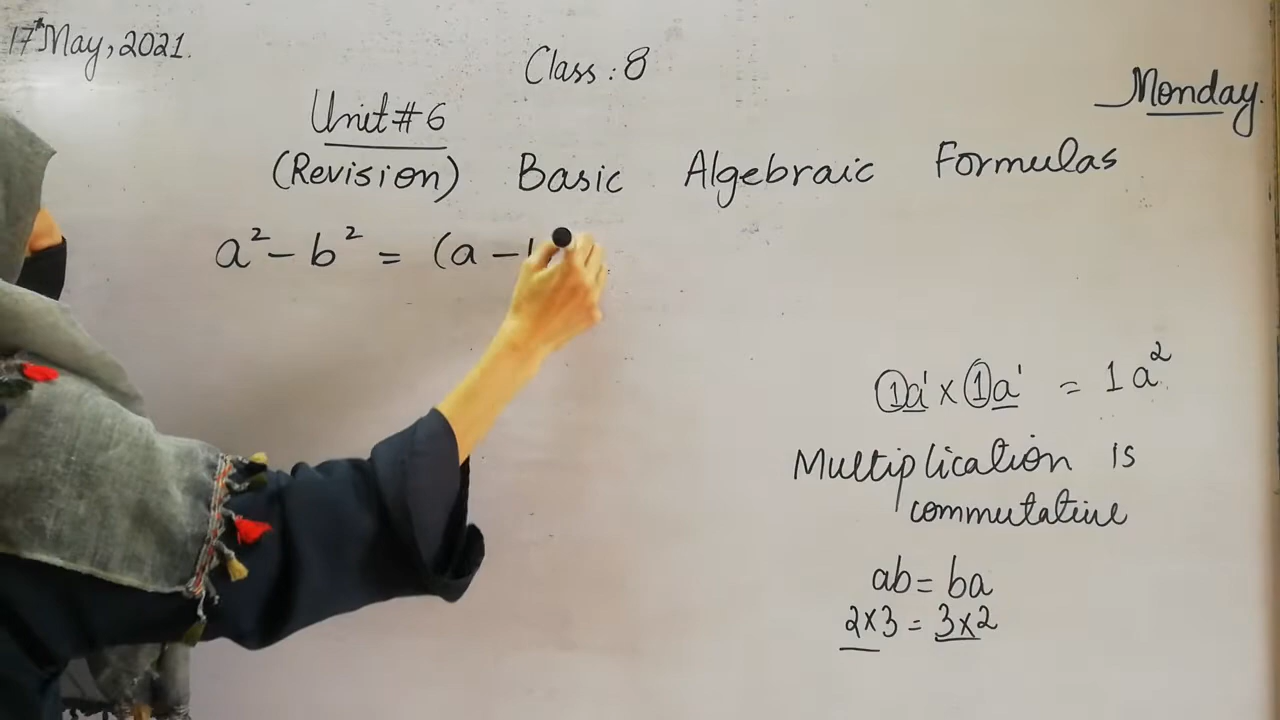 17th May, 2021.
Class : 8
Monday.
Unit # 6
(Revision) Basic Algebraic Formulas
a² - b² = (a -
1a¹ × 1a¹ = 1a²
Multiplication is
commutative
ab = ba
2×3 = 3×2